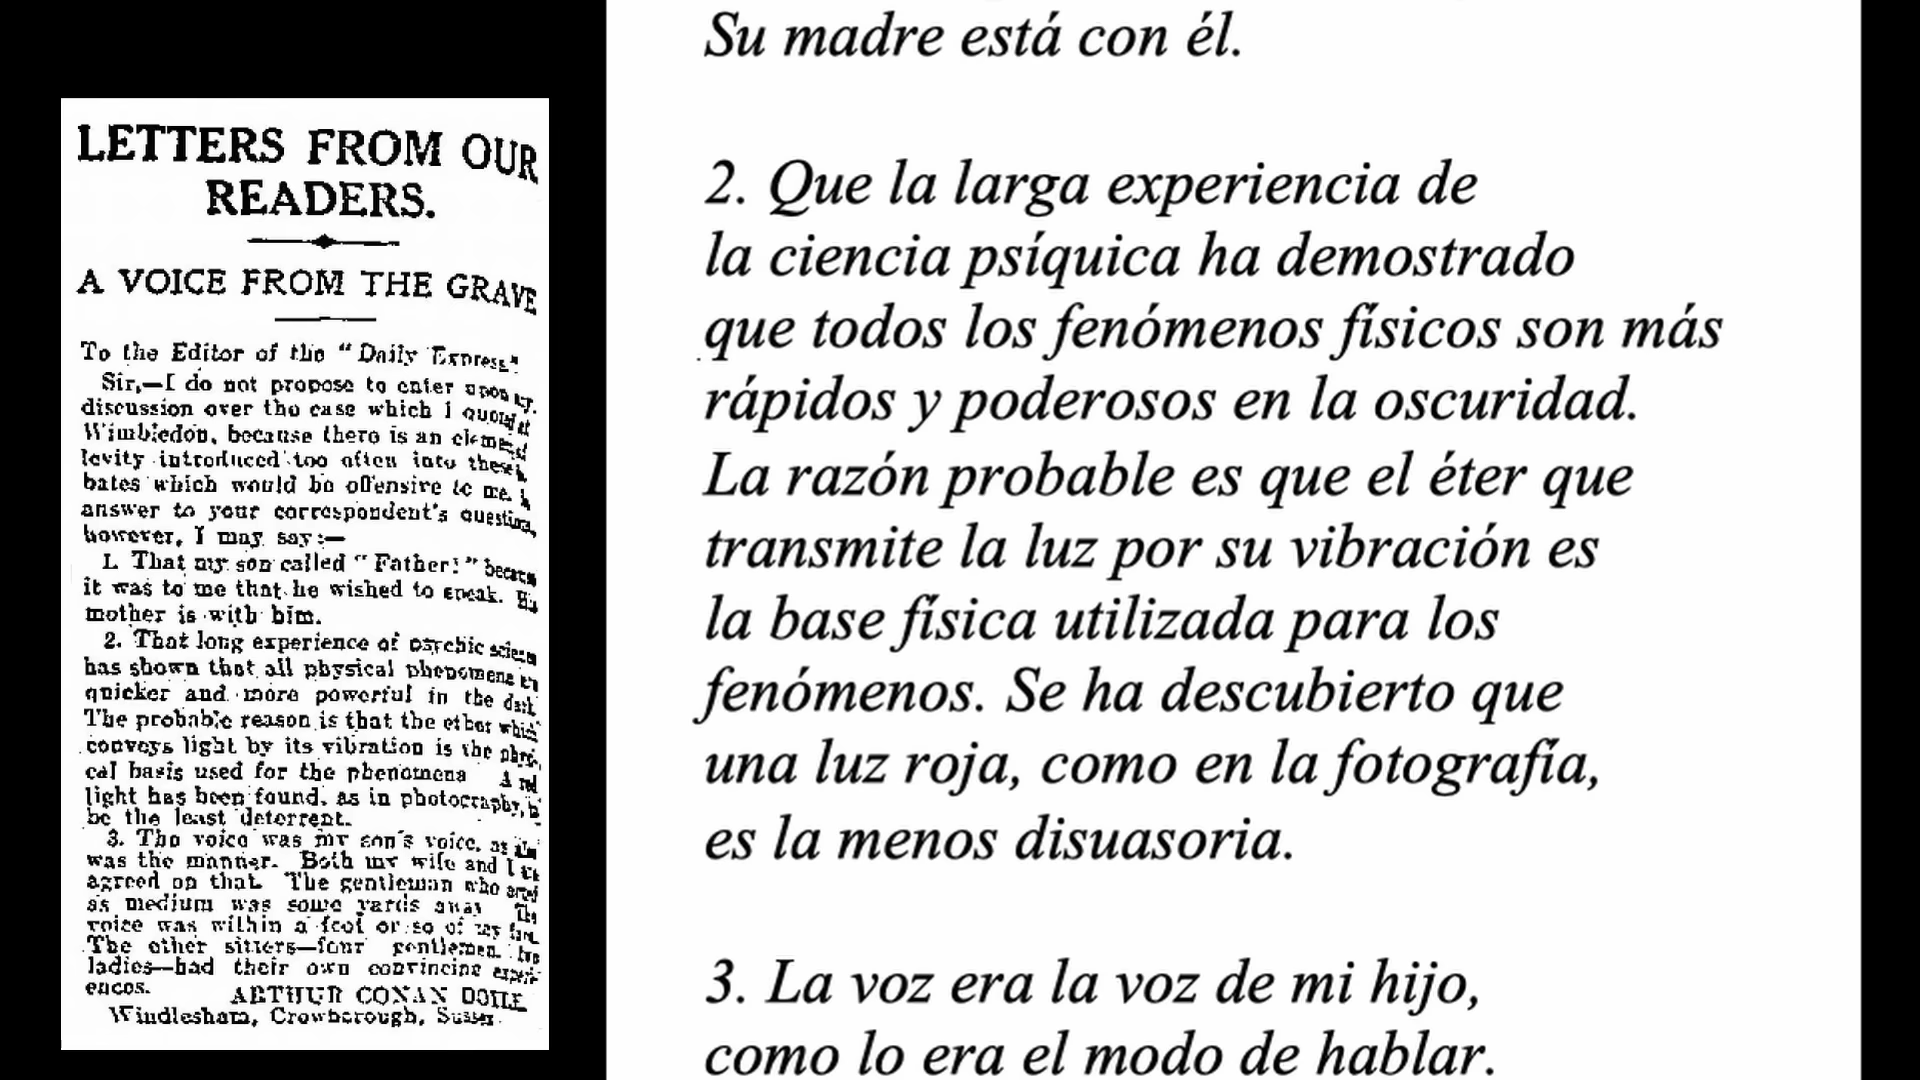 LETTERS FROM OUR
READERS.
A VOICE FROM THE GRAVE
To the Editor of the "Daily Express"
Sir,—I do not propose to enter upon
discussion over the case which I
Wimbledon, because there is an
levity introduced too often into these
bates which would be offensive to me.
answer to your correspondent's question,
however, I may say:—
1. That my son called "Father!"
it was to me that he wished to speak. His
mother is with him.
2. That long experience of psychic science
has shown that all physical phenomena
quicker and more powerful in the dark
The probable reason is that the ether which
conveys light by its vibration is the physi-
cal basis used for the phenomena A red
light has been found, as in photography,
be the least deterrent.
3. The voice was my son's voice, as
was the manner. Both my wife and I
agreed on that. The gentleman who
as medium was some yards away The
voice was within a foot or so of my
The other sitters—four gentlemen, two
ladies—had their own convincing experi-
ences.
ARTHUR CONAN DOYLE
Windlesham, Crowborough, Sussex.
Su madre está con él.
2. Que la larga experiencia de
la ciencia psíquica ha demostrado
que todos los fenómenos físicos son más
rápidos y poderosos en la oscuridad.
La razón probable es que el éter que
transmite la luz por su vibración es
la base física utilizada para los
fenómenos. Se ha descubierto que
una luz roja, como en la fotografía,
es la menos disuasoria.
3. La voz era la voz de mi hijo,
como lo era el modo de hablar.